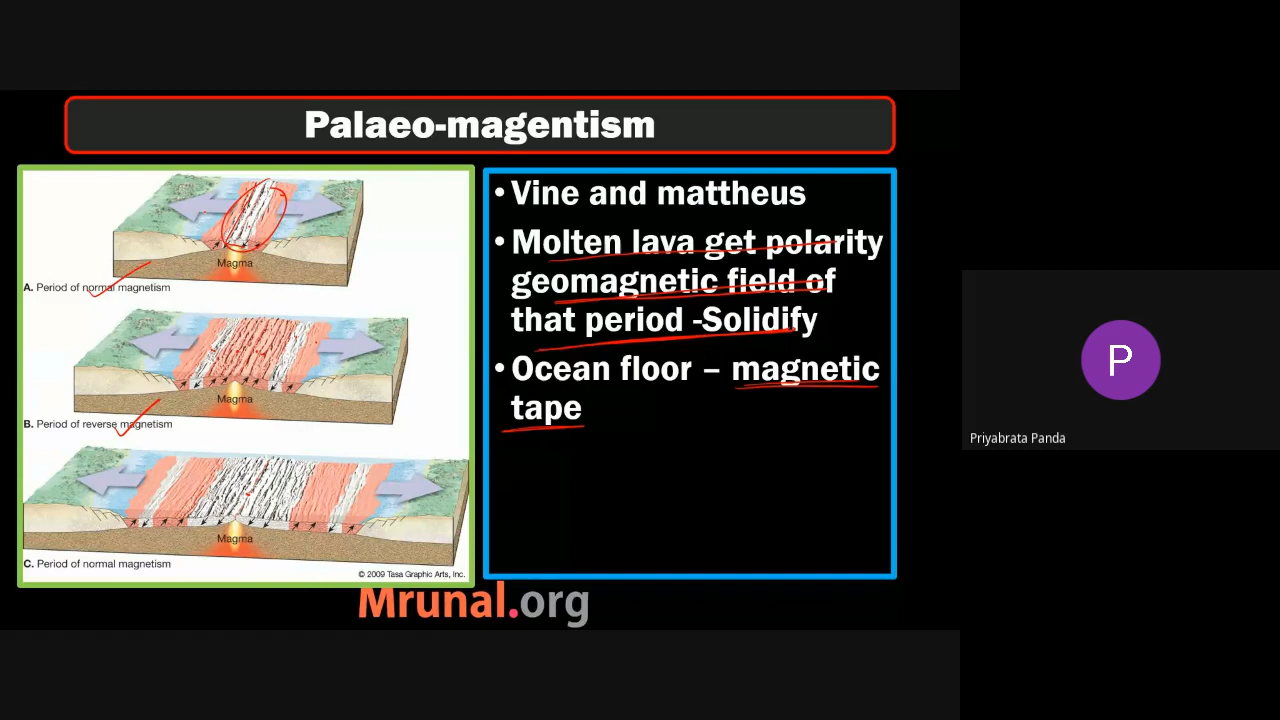 Palaeo-magentism
Magma
A. Period of normal magnetism
Magma
B. Period of reverse magnetism
Magma
C. Period of normal magnetism
© 2009 Tasa Graphic Arts, Inc.
• Vine and mattheus
• Molten lava get polarity
geomagnetic field of
that period -Solidify
• Ocean floor – magnetic
tape
Mrunal.org
P
Priyabrata Panda